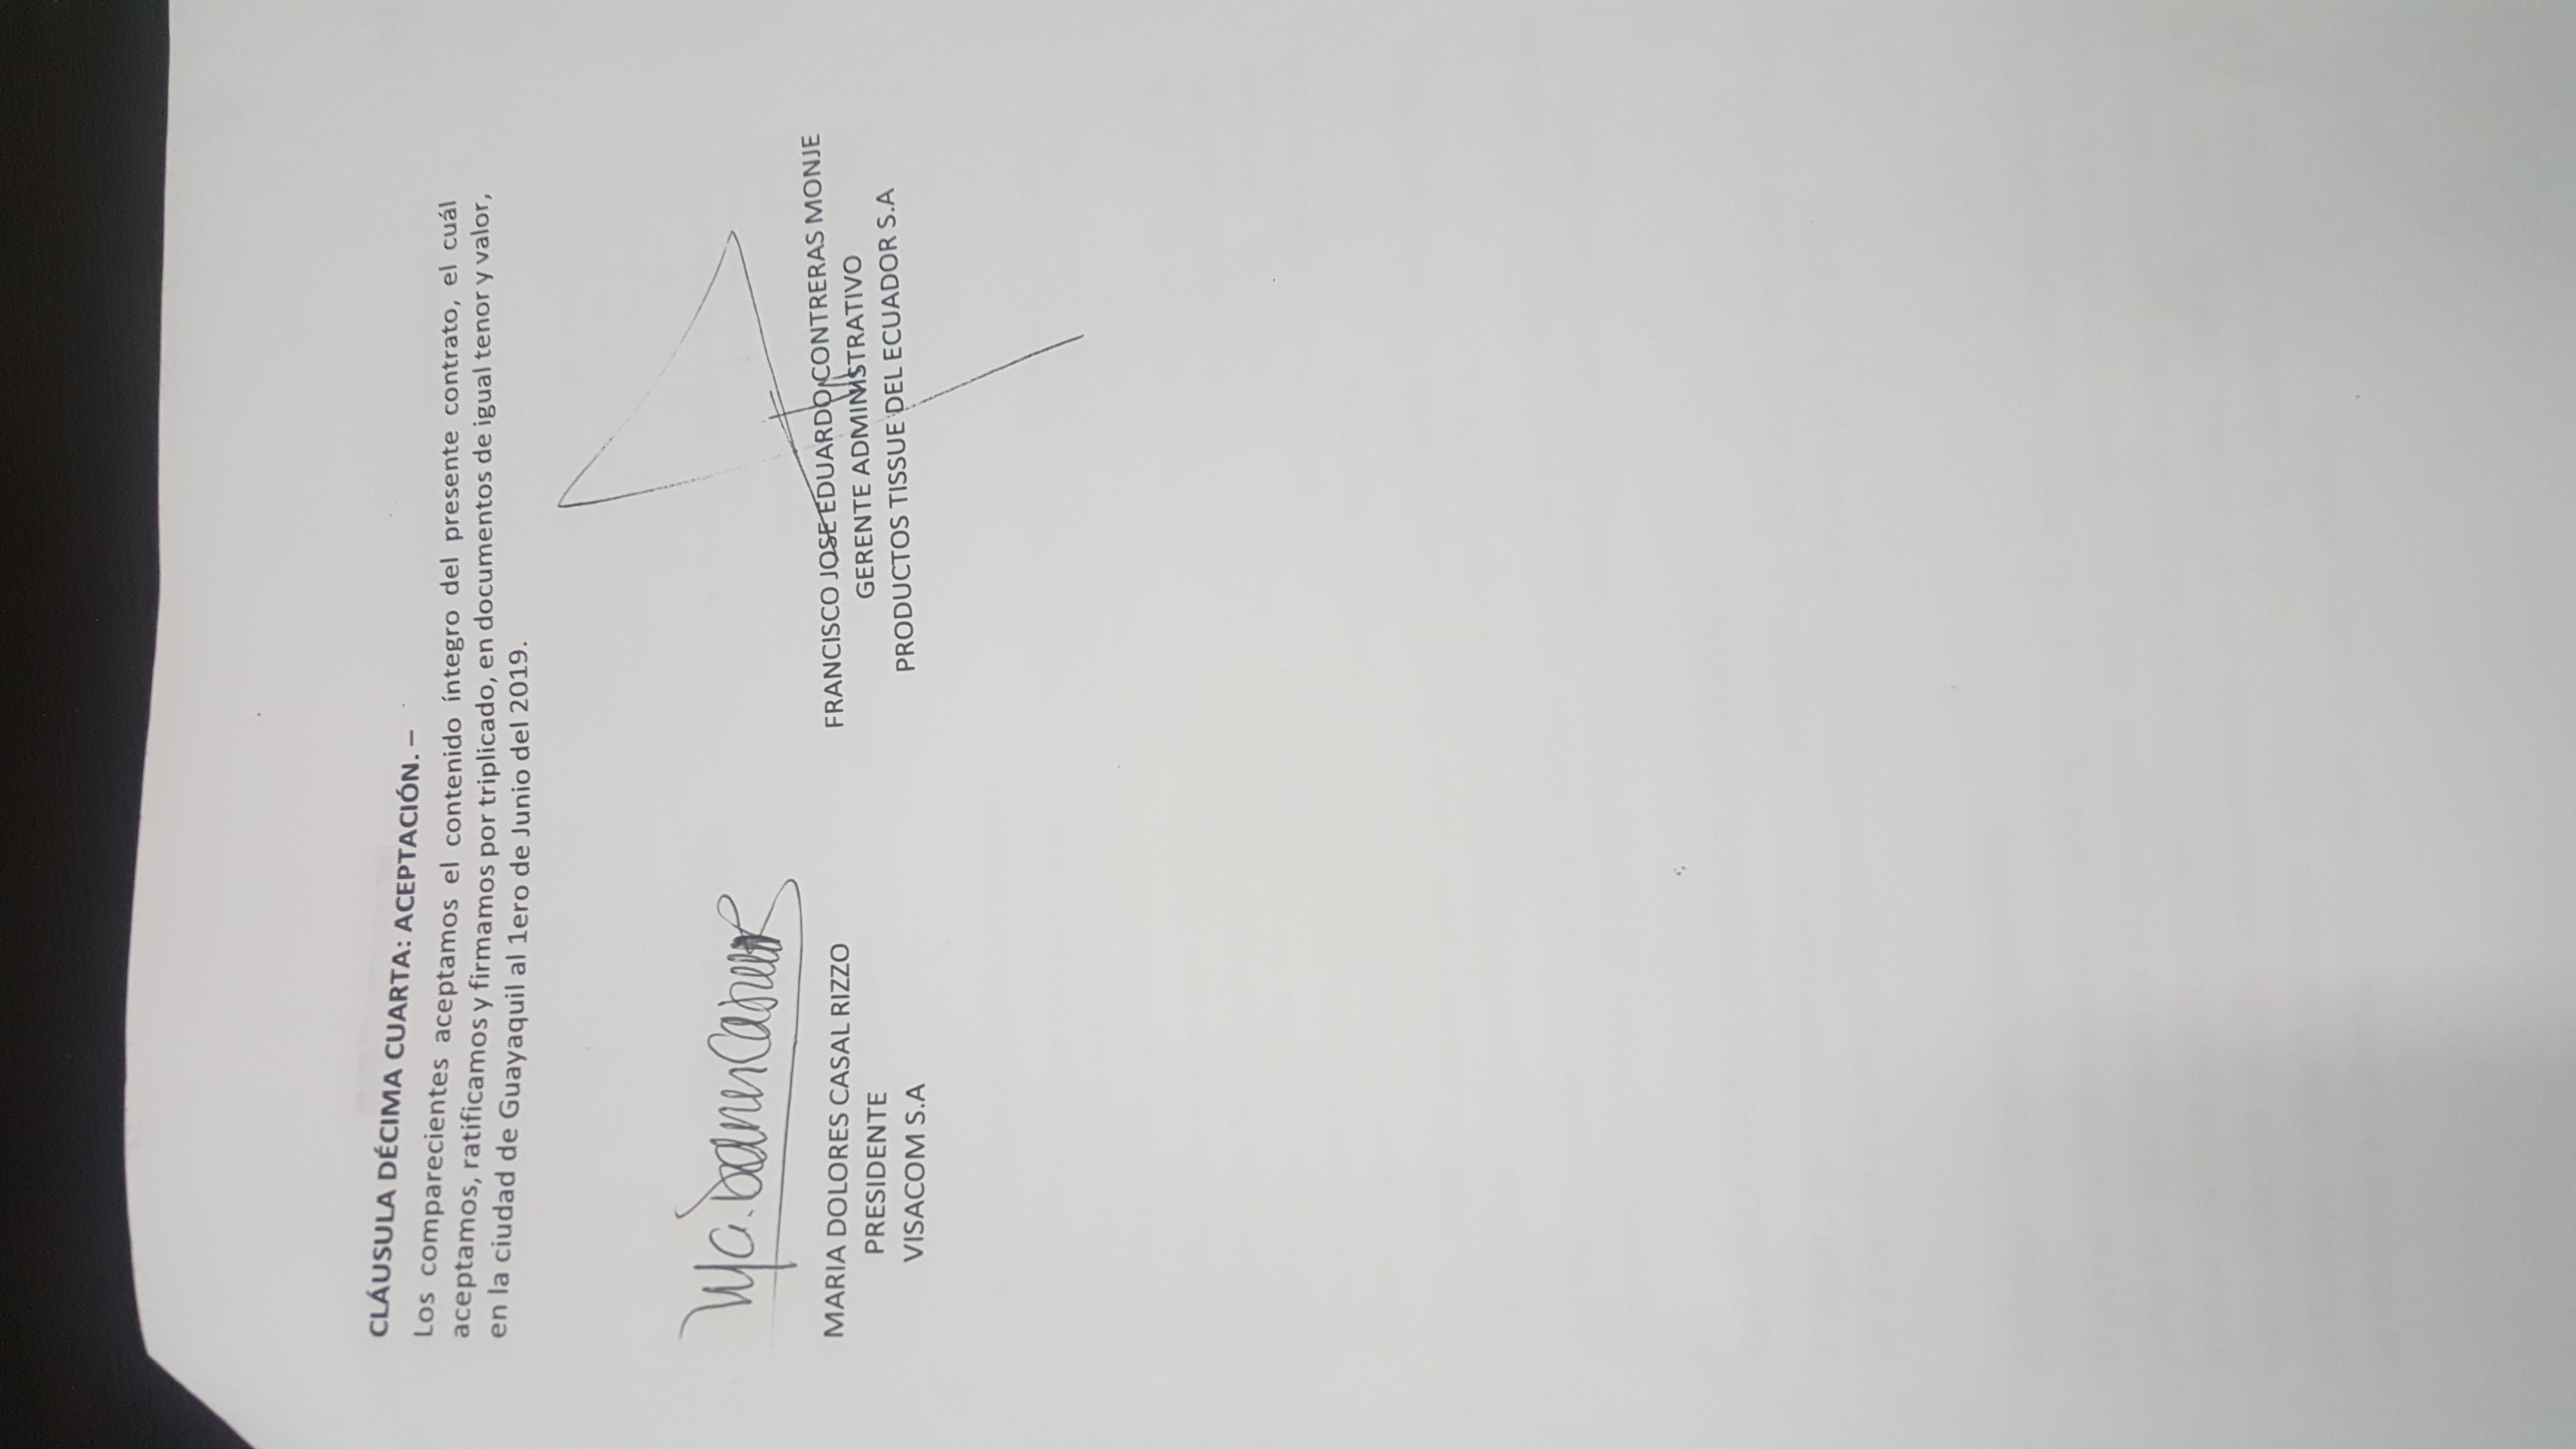 CLÁUSULA DÉCIMA CUARTA: ACEPTACIÓN. –
Los comparecientes aceptamos el contenido íntegro del presente contrato, el cuál
aceptamos, ratificamos y firmamos por triplicado, en documentos de igual tenor y valor,
en la ciudad de Guayaquil al 1ero de Junio del 2019.
MARIA DOLORES CASAL RIZZO
PRESIDENTE
VISACOM S.A
FRANCISCO JOSE EDUARDO CONTRERAS MONJE
GERENTE ADMINISTRATIVO
PRODUCTOS TISSUE DEL ECUADOR S.A